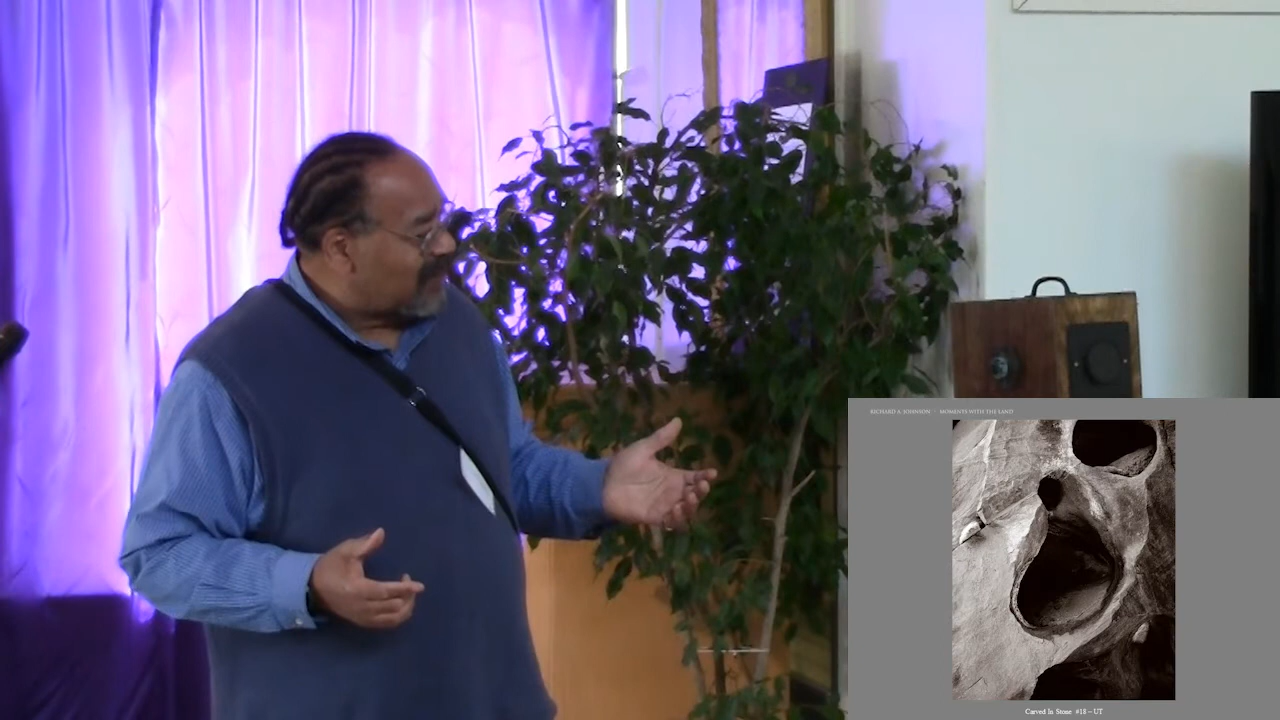 RICHARD A. JOHNSON — MOMENTS WITH THE LAND
Carved In Stone #18 -- UT